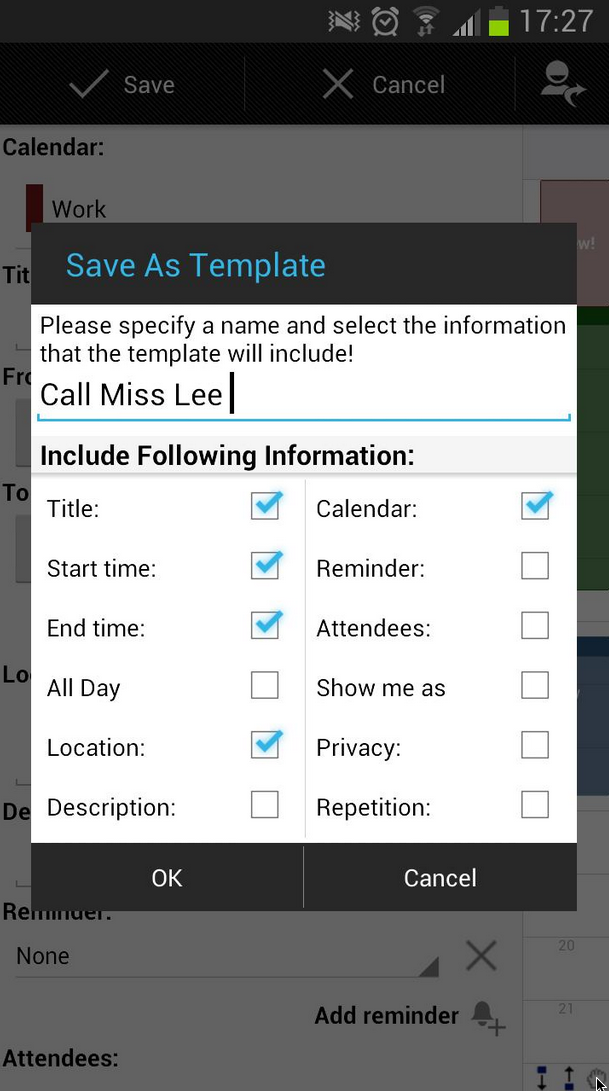 17:27
Save Cancel
Calendar:
Work
w!
Tit
Save As Template
Please specify a name and select the information
that the template will include!
Fro
Call Miss Lee
Include Following Information:
To
Title: Calendar:
Start time: Reminder:
End time: Attendees:
All Day Show me as
Loc
Location: Privacy:
Description: Repetition:
De
OK Cancel
Reminder:
None
20
Add reminder
21
Attendees: